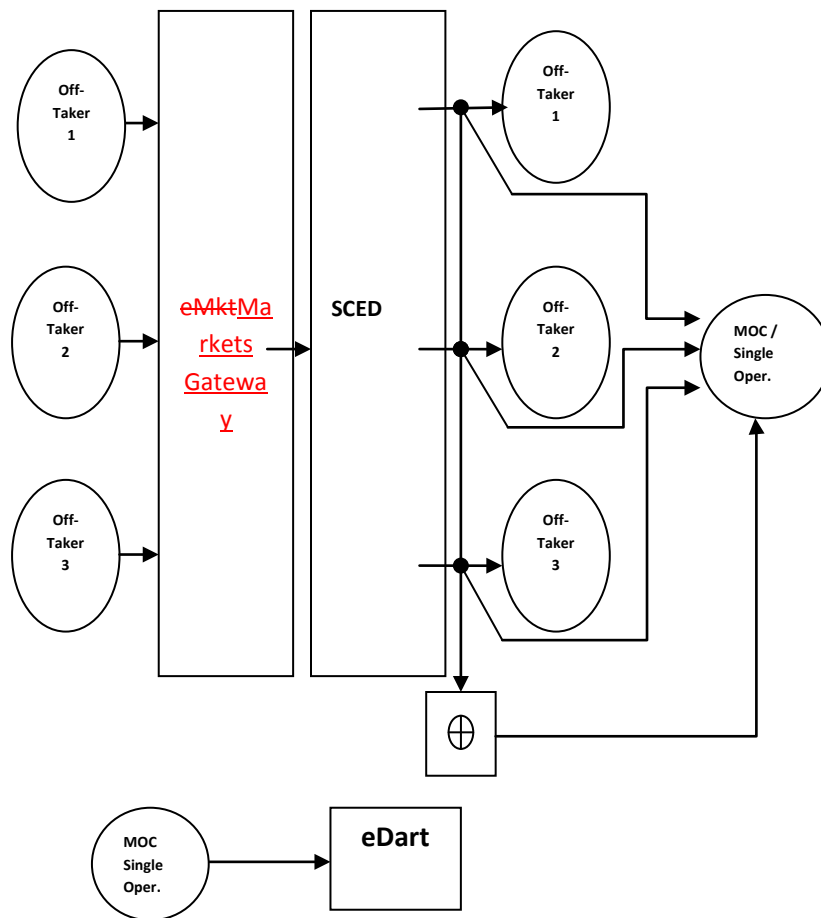 Off-
Taker
1
Off-
Taker
1
eMktMa
rkets
Gatewa
y
SCED
Off-
Taker
2
Off-
Taker
2
MOC /
Single
Oper.
Off-
Taker
3
Off-
Taker
3
MOC
Single
Oper.
eDart